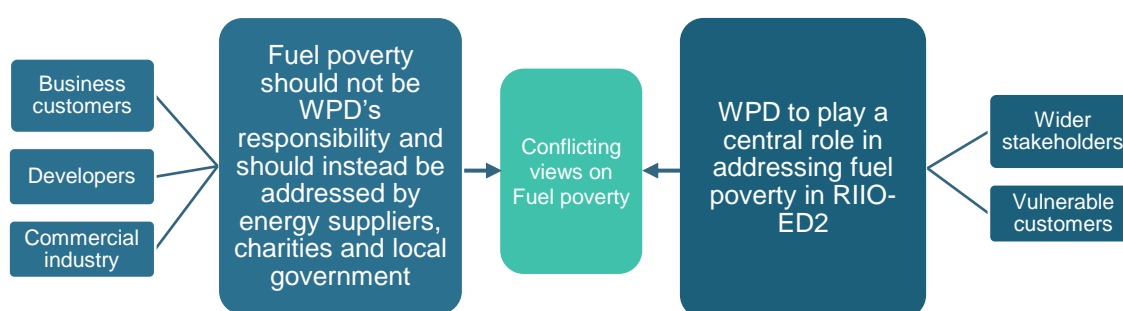 Business
customers
Developers
Commercial
industry
Fuel poverty
should not be
WPD's
responsibility and
should instead be
addressed by
energy suppliers,
charities and local
government
Conflicting
views on
Fuel poverty
WPD to play a
central role in
addressing fuel
poverty in RIIO-
ED2
Wider
stakeholders
Vulnerable
customers